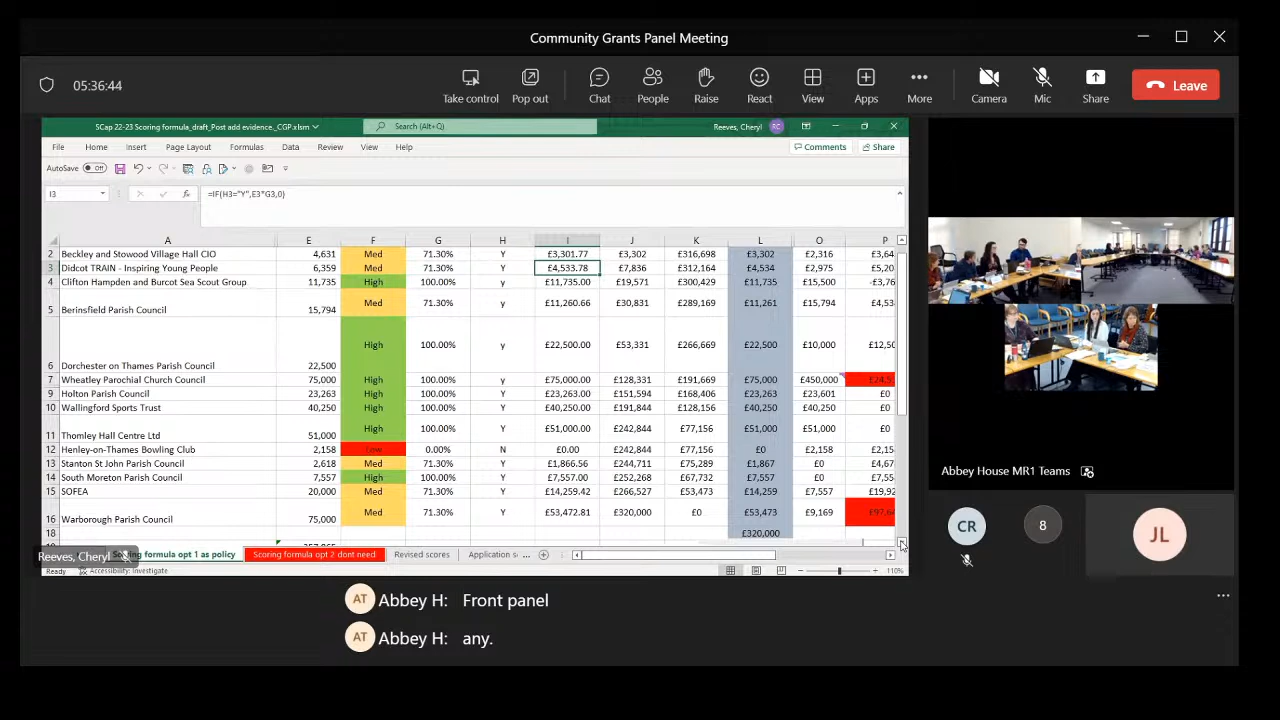 Community Grants Panel Meeting
05:36:44
Take control Pop out Chat People Raise React View Apps More Camera Mic Share Leave
SCap 22-23 Scoring formula_draft_Post add evidence._CGP.xlsm Search (Alt+Q) Reeves, Cheryl RC
File Home Insert Page Layout Formulas Data Review View Help Comments Share
AutoSave Off
I3 fx =IF(H3="Y",E3*G3,0)
A E F G H I J K L O P
2 Beckley and Stowood Village Hall CIO 4,631 Med 71.30% Y £3,301.77 £3,302 £316,698 £3,302 £2,316 £3,64
3 Didcot TRAIN - Inspiring Young People 6,359 Med 71.30% Y £4,533.78 £7,836 £312,164 £4,534 £2,975 £5,20
4 Clifton Hampden and Burcot Sea Scout Group 11,735 High 100.00% y £11,735.00 £19,571 £300,429 £11,735 £15,500 -£3,76
5 Berinsfield Parish Council 15,794 Med 71.30% Y £11,260.66 £30,831 £289,169 £11,261 £15,794 £4,53
6 Dorchester on Thames Parish Council 22,500 High 100.00% y £22,500.00 £53,331 £266,669 £22,500 £10,000 £12,50
7 Wheatley Parochial Church Council 75,000 High 100.00% y £75,000.00 £128,331 £191,669 £75,000 £450,000
9 Holton Parish Council 23,263 High 100.00% Y £23,263.00 £151,594 £168,406 £23,263 £23,601 £0
10 Wallingford Sports Trust 40,250 High 100.00% Y £40,250.00 £191,844 £128,156 £40,250 £40,250 £0
11 Thomley Hall Centre Ltd 51,000 High 100.00% Y £51,000.00 £242,844 £77,156 £51,000 £51,000 £0
12 Henley-on-Thames Bowling Club 2,158 Low 0.00% N £0.00 £242,844 £77,156 £0 £2,158 £2,15
13 Stanton St John Parish Council 2,618 Med 71.30% Y £1,866.56 £244,711 £75,289 £1,867 £0 £4,67
14 South Moreton Parish Council 7,557 High 100.00% Y £7,557.00 £252,268 £67,732 £7,557 £0 £7,55
15 SOFEA 20,000 Med 71.30% Y £14,259.42 £266,527 £53,473 £14,259 £7,557 £19,92
16 Warborough Parish Council 75,000 Med 71.30% Y £53,472.81 £320,000 £0 £53,473 £9,169
18 £320,000
Reeves, Cheryl
Scoring formula opt 1 as policy Scoring formula opt 2 dont need Revised scores Application s ...
Ready Accessibility: Investigate 110%
Abbey House MR1 Teams
CR 8 JL
AT Abbey H: Front panel
AT Abbey H: any.